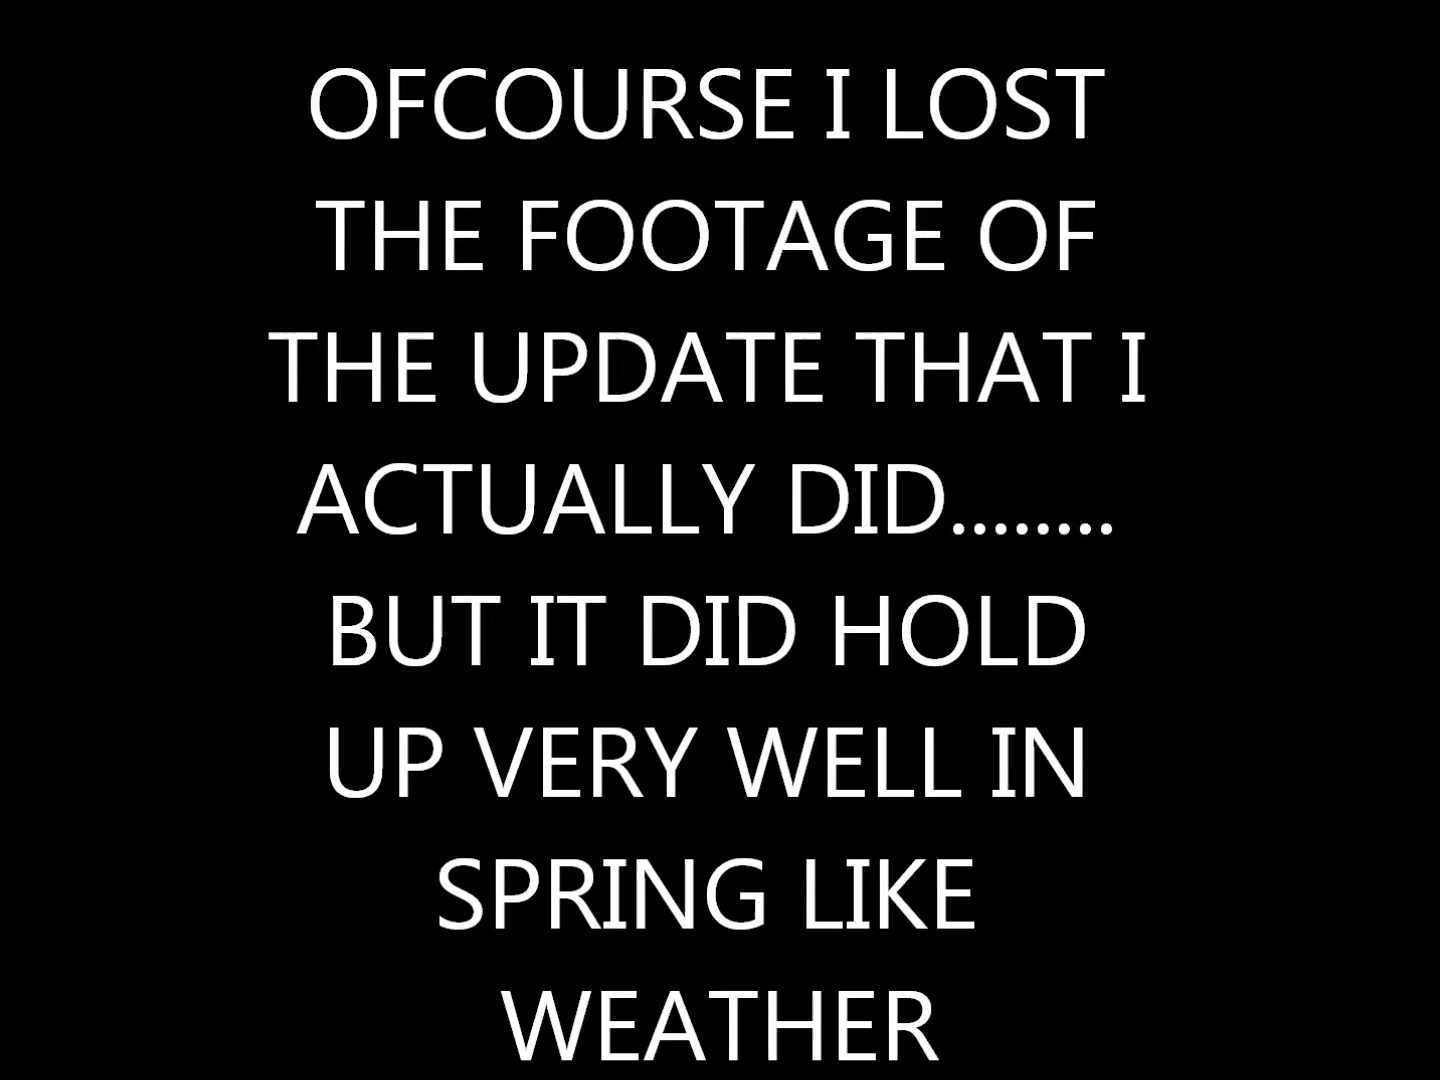 OFCOURSE I LOST
THE FOOTAGE OF
THE UPDATE THAT I
ACTUALLY DID........
BUT IT DID HOLD
UP VERY WELL IN
SPRING LIKE
WEATHER